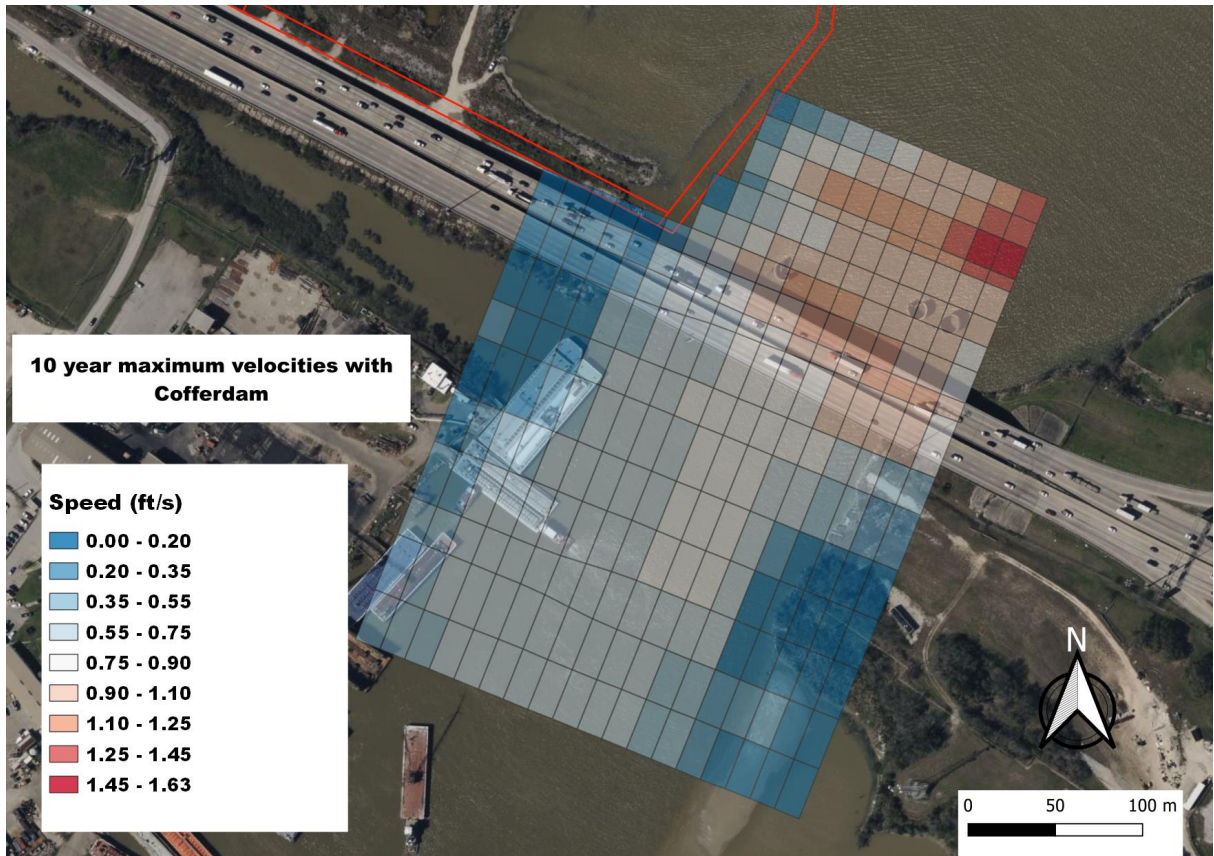 10 year maximum velocities with
Cofferdam
Speed (ft/s)
0.00 - 0.20
0.20 - 0.35
0.35 - 0.55
0.55 - 0.75
0.75 - 0.90
0.90 - 1.10
1.10 - 1.25
1.25 - 1.45
1.45 - 1.63
N
0 50 100 m